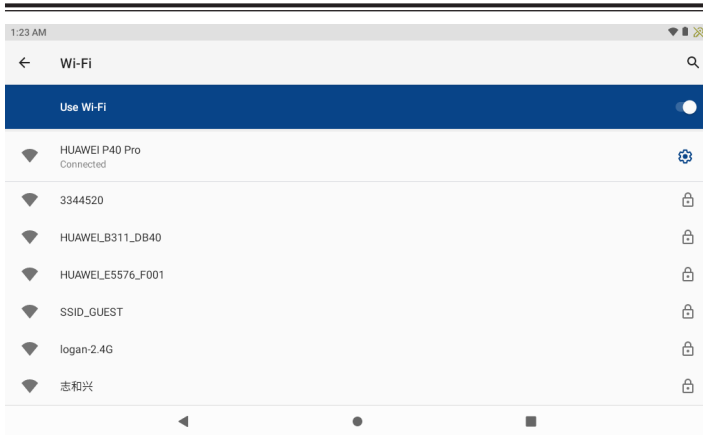 1:23 AM
Wi-Fi
Use Wi-Fi
HUAWEI P40 Pro
Connected
3344520
HUAWEI_B311_DB40
HUAWEI_E5576_F001
SSID_GUEST
logan-2.4G
志和兴